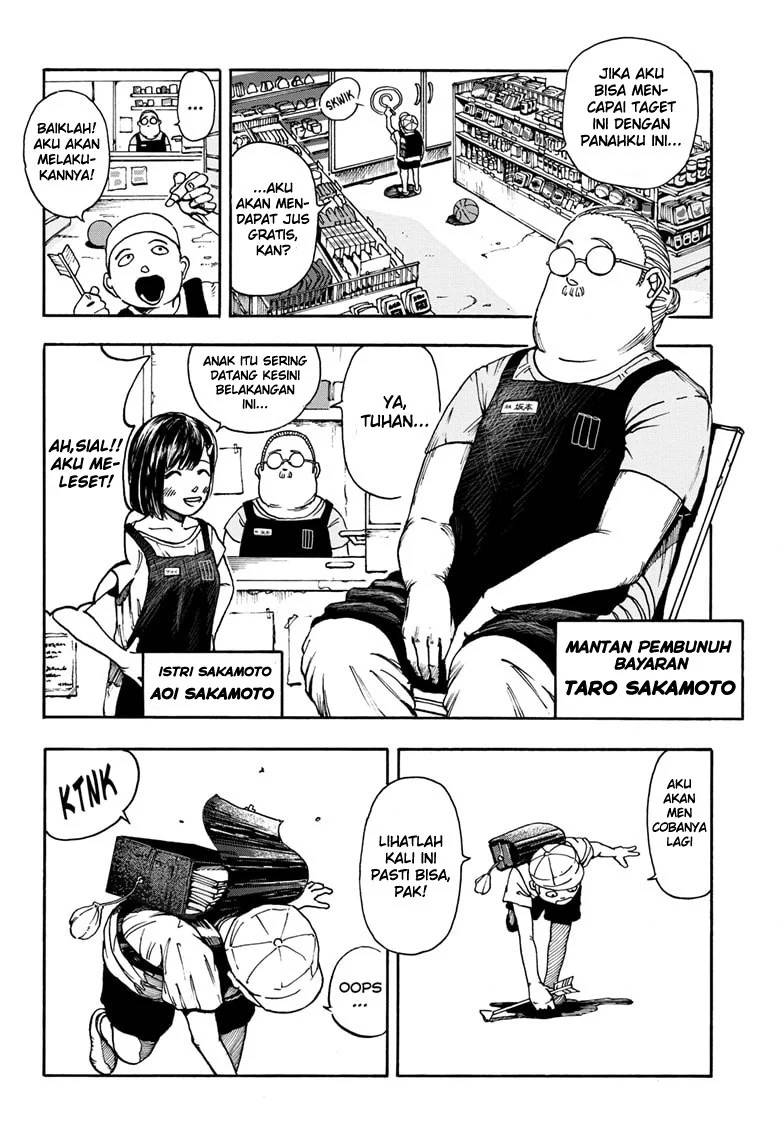 JIKA AKU
BISA MEN-
CAPAI TAGET
INI DENGAN
PANAHKU INI...
SKWIK
...AKU
AKAN MEN-
DAPAT JUS
GRATIS,
KAN?
...
BAIKLAH!
AKU AKAN
MELAKU-
KANNYA!
坂本
YA,
TUHAN...
MANTAN PEMBUNUH
BAYARAN
TARO SAKAMOTO
ANAK ITU SERING
DATANG KESINI
BELAKANGAN
INI...
AH,SIAL!!
AKU ME-
LESET!
ISTRI SAKAMOTO
AOI SAKAMOTO
AKU
AKAN
MEN
COBANYA
LAGI
LIHATLAH
KALI INI
PASTI BISA,
PAK!
KTNK
OOPS
...